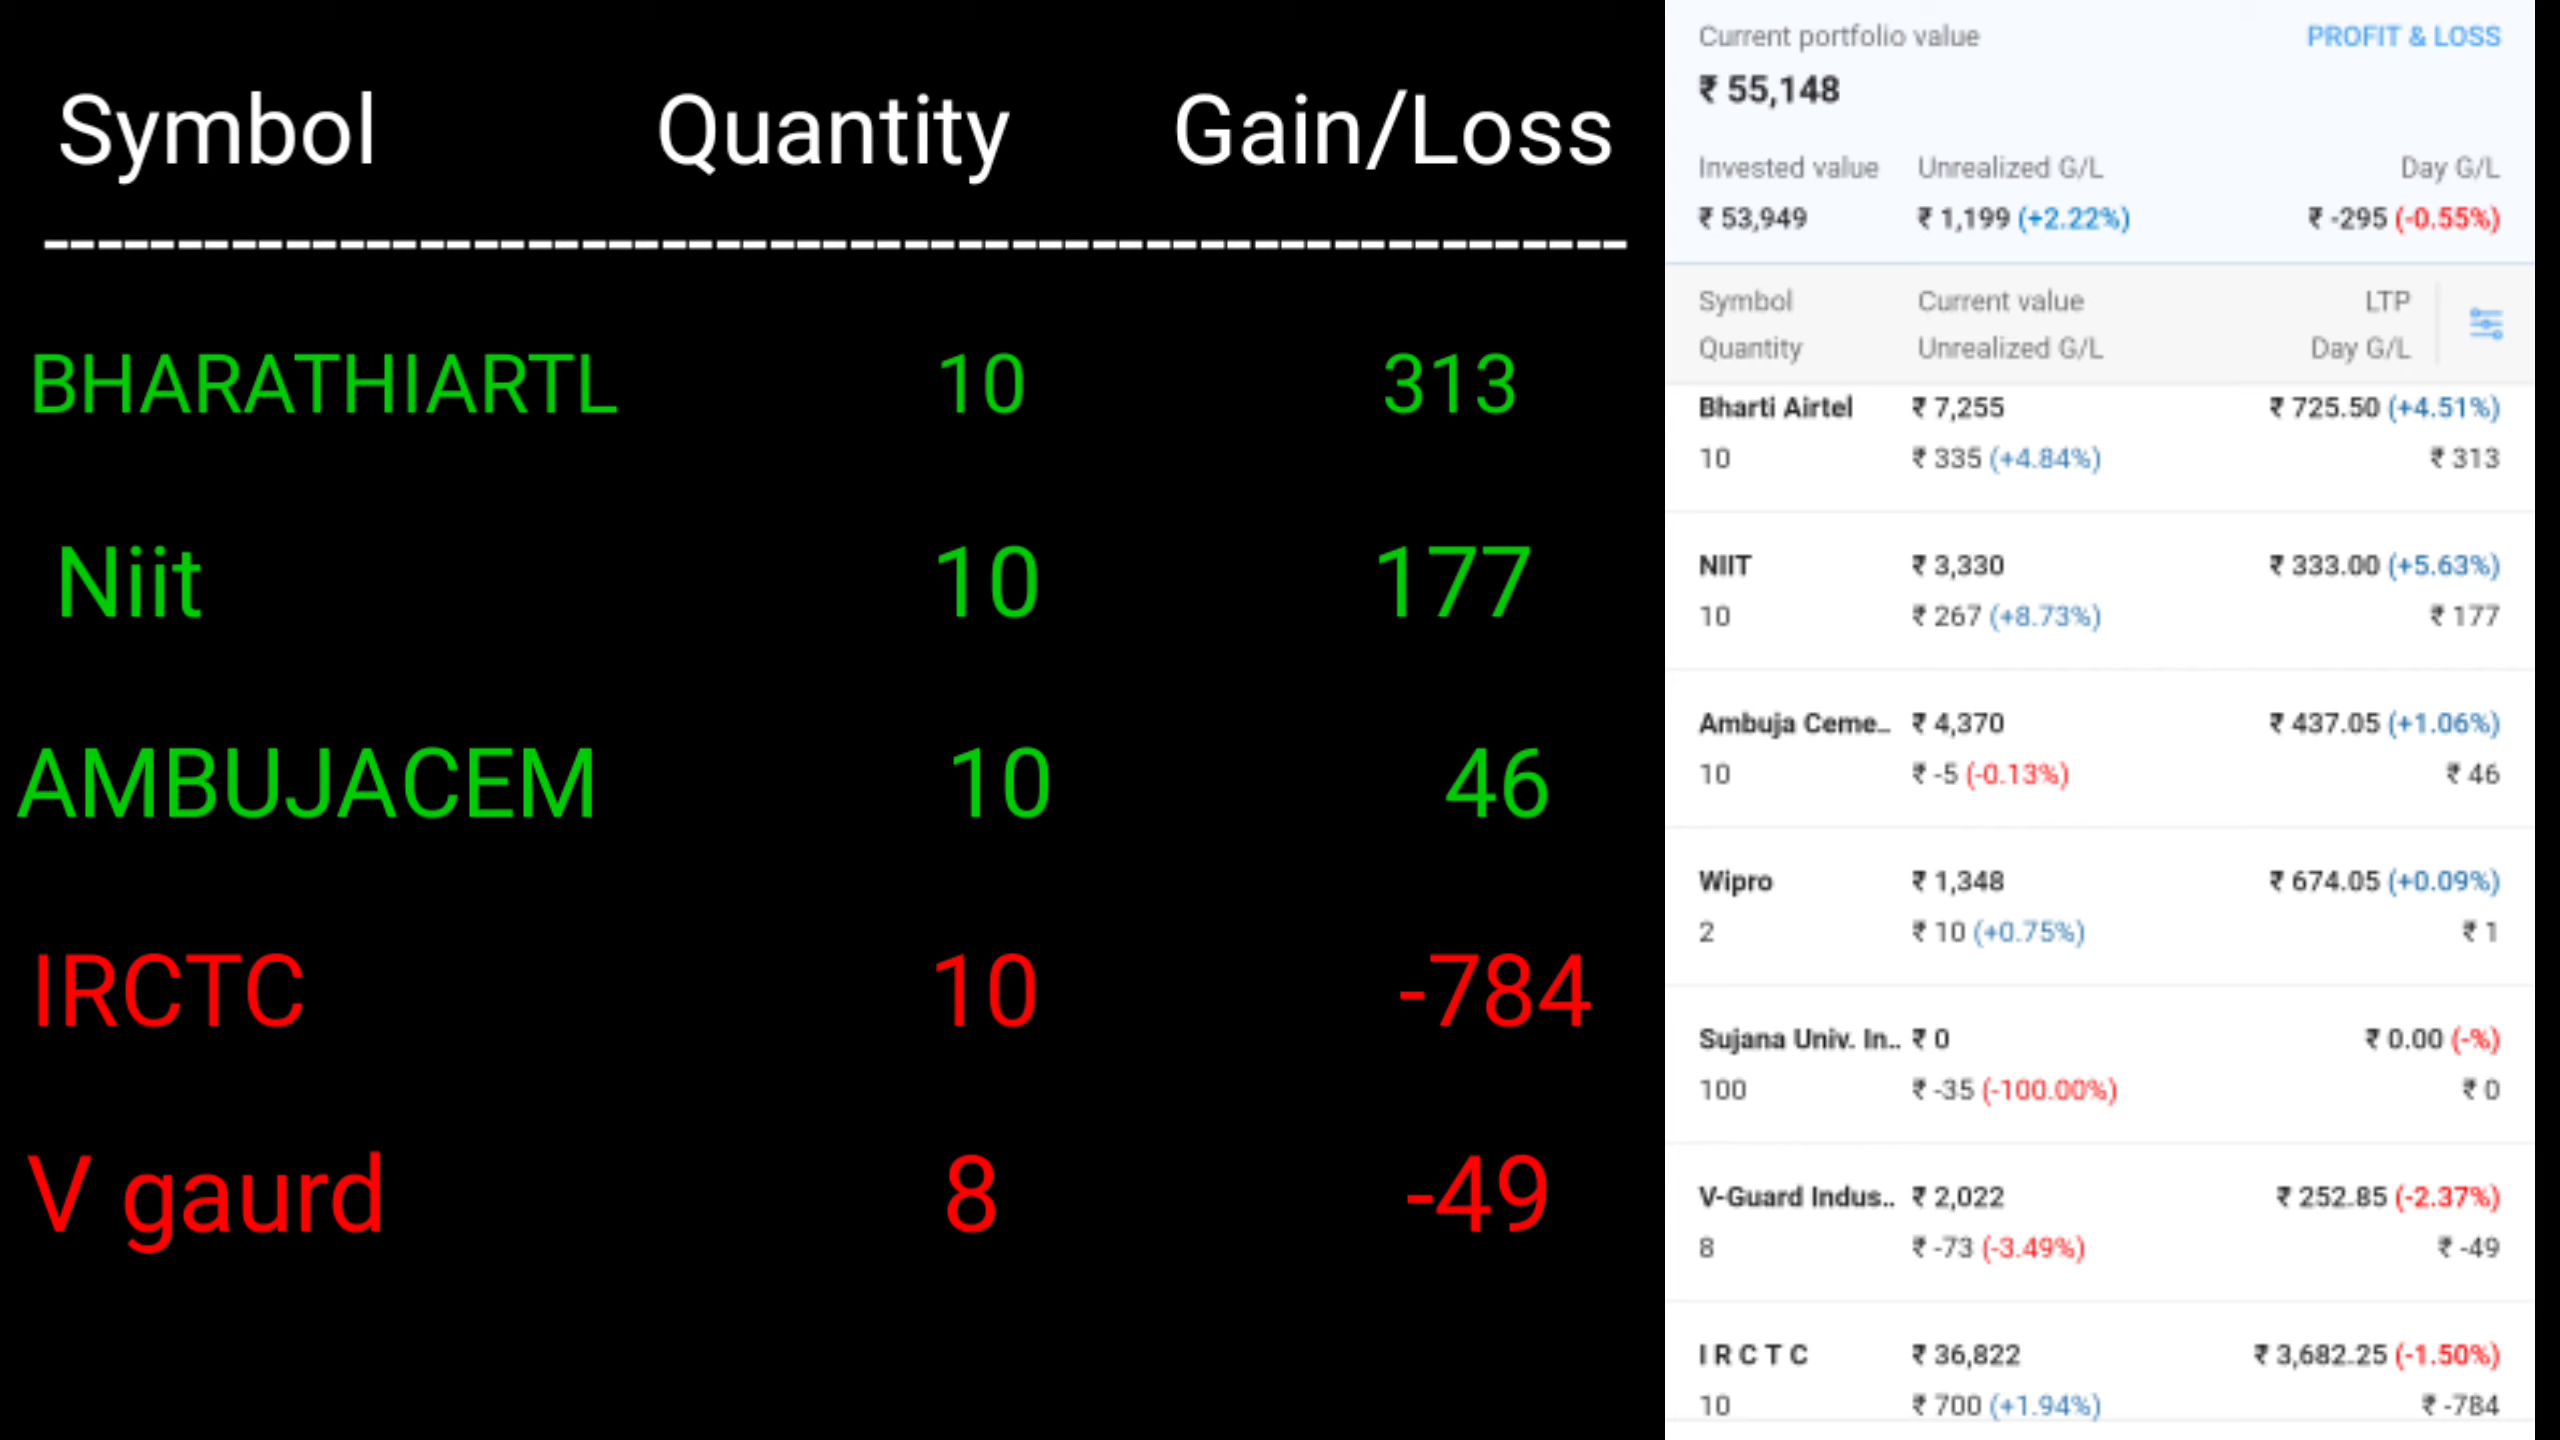 Symbol Quantity Gain/Loss
-----------------------------------------------------------
BHARATHIARTL 10 313
Niit 10 177
AMBUJACEM 10 46
IRCTC 10 -784
V gaurd 8 -49
Current portfolio value PROFIT & LOSS
₹ 55,148
Invested value Unrealized G/L Day G/L
₹ 53,949 ₹ 1,199 (+2.22%) ₹ -295 (-0.55%)
Symbol Current value LTP
Quantity Unrealized G/L Day G/L
Bharti Airtel ₹ 7,255 ₹ 725.50 (+4.51%)
10 ₹ 335 (+4.84%) ₹ 313
NIIT ₹ 3,330 ₹ 333.00 (+5.63%)
10 ₹ 267 (+8.73%) ₹ 177
Ambuja Ceme.. ₹ 4,370 ₹ 437.05 (+1.06%)
10 ₹ -5 (-0.13%) ₹ 46
Wipro ₹ 1,348 ₹ 674.05 (+0.09%)
2 ₹ 10 (+0.75%) ₹ 1
Sujana Univ. In.. ₹ 0 ₹ 0.00 (-%)
100 ₹ -35 (-100.00%) ₹ 0
V-Guard Indus.. ₹ 2,022 ₹ 252.85 (-2.37%)
8 ₹ -73 (-3.49%) ₹ -49
I R C T C ₹ 36,822 ₹ 3,682.25 (-1.50%)
10 ₹ 700 (+1.94%) ₹ -784